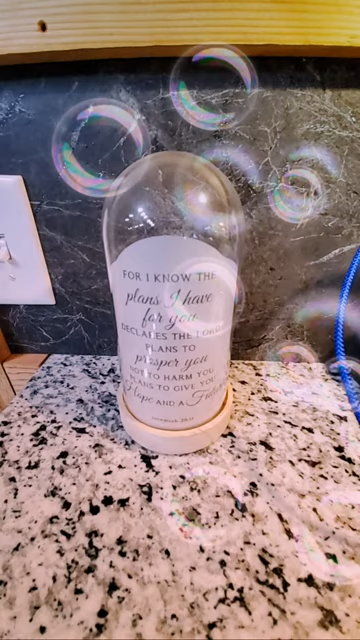 FOR I KNOW THE
plans I have
for you
DECLARES THE LORD
PLANS TO
prosper you
NOT TO HARM YOU
PLANS TO GIVE YOU
Hope AND A Future